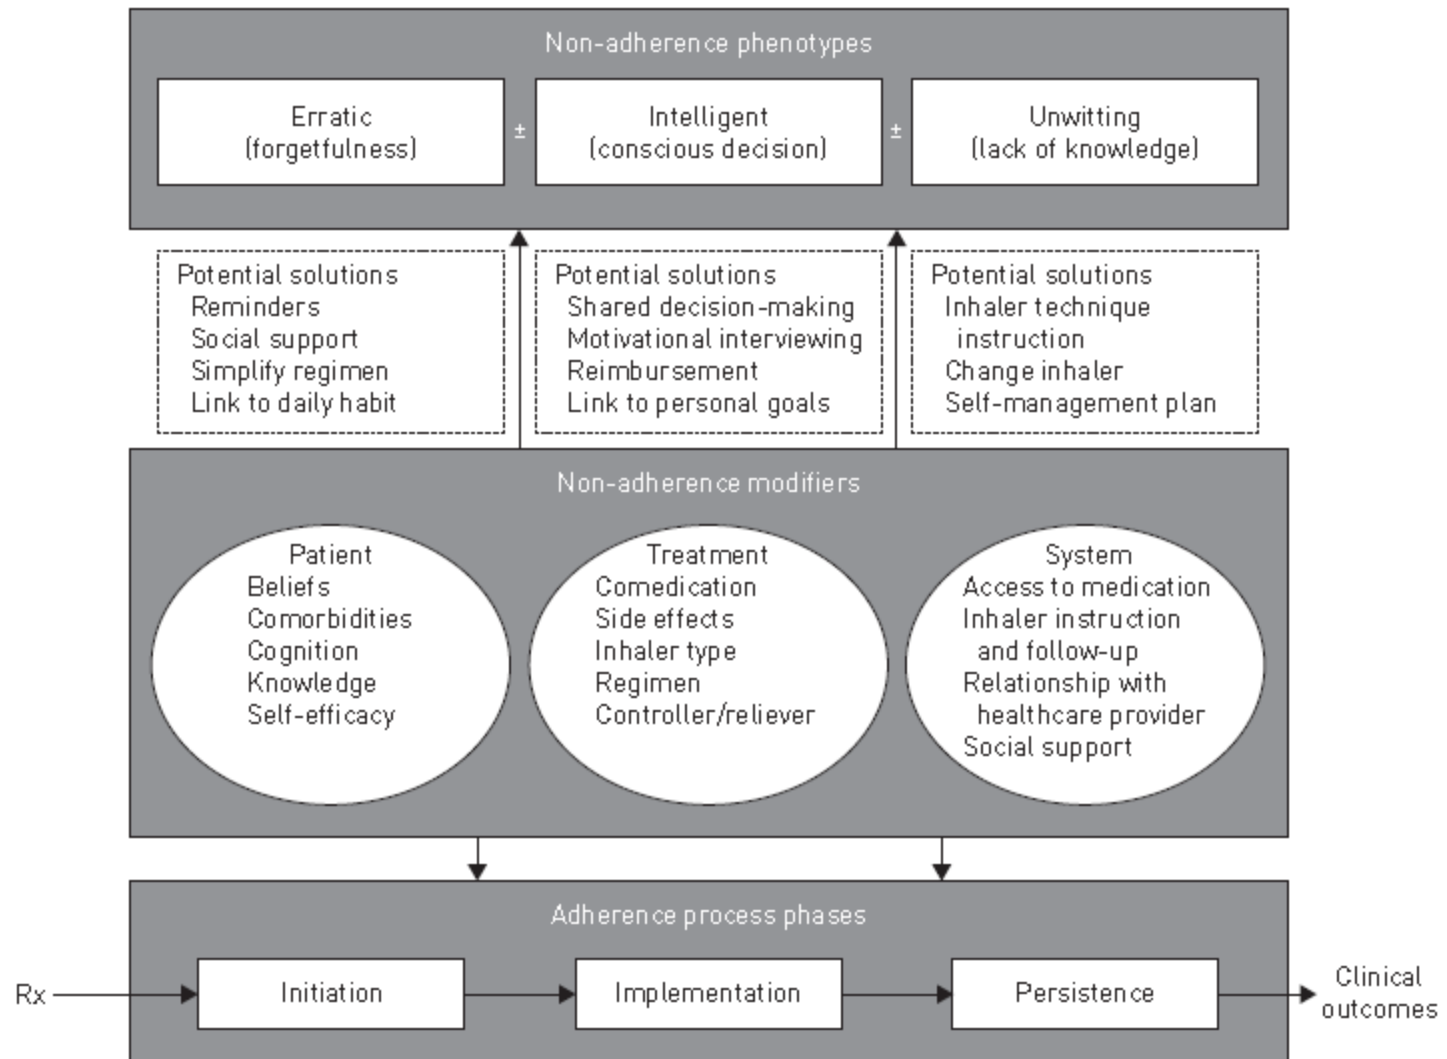 Non-adherence phenotypes
Erratic
(forgetfulness)
±
Intelligent
(conscious decision)
±
Unwitting
(lack of knowledge)
Potential solutions
Reminders
Social support
Simplify regimen
Link to daily habit
Potential solutions
Shared decision-making
Motivational interviewing
Reimbursement
Link to personal goals
Potential solutions
Inhaler technique
instruction
Change inhaler
Self-management plan
Non-adherence modifiers
Patient
Beliefs
Comorbidities
Cognition
Knowledge
Self-efficacy
Treatment
Comedication
Side effects
Inhaler type
Regimen
Controller/reliever
System
Access to medication
Inhaler instruction
and follow-up
Relationship with
healthcare provider
Social support
Adherence process phases
Rx
Initiation
Implementation
Persistence
Clinical
outcomes